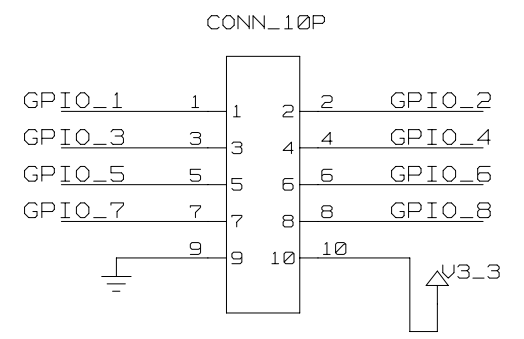 CONN_10P
GPIO_1 1 1 2 2 GPIO_2
GPIO_3 3 3 4 4 GPIO_4
GPIO_5 5 5 6 6 GPIO_6
GPIO_7 7 7 8 8 GPIO_8
9 9 10 10
V3_3